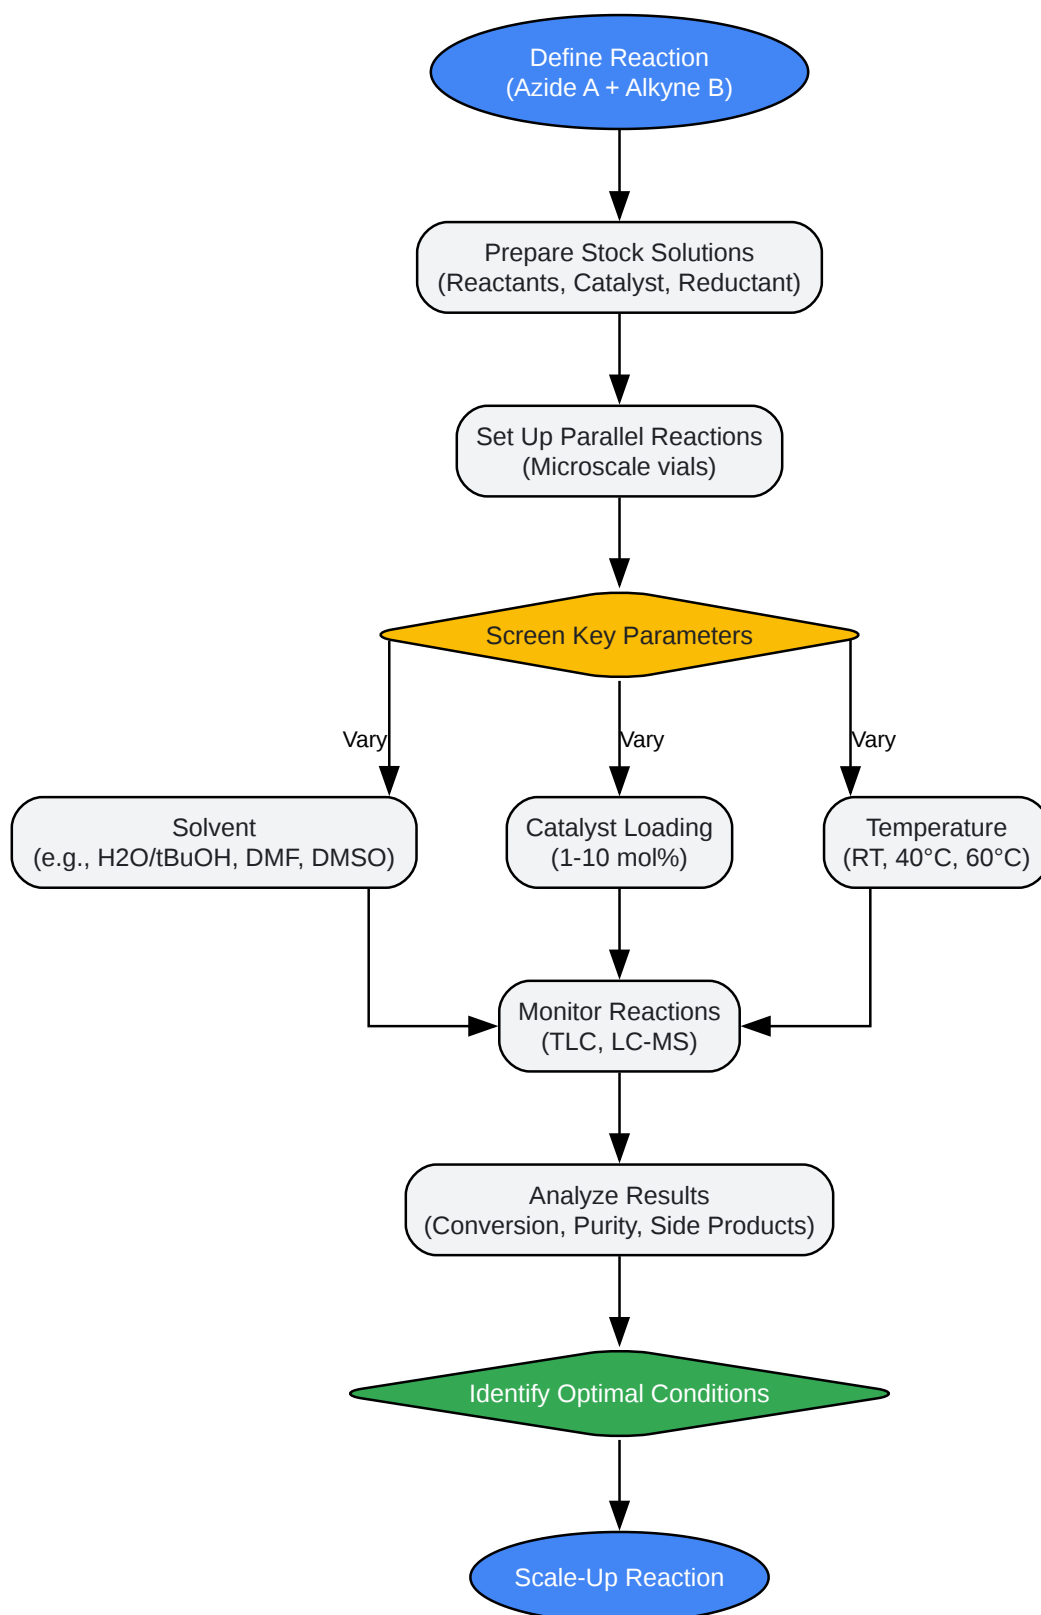 Define Reaction
(Azide A + Alkyne B)
Prepare Stock Solutions
(Reactants, Catalyst, Reductant)
Set Up Parallel Reactions
(Microscale vials)
Screen Key Parameters
Vary
Vary
Vary
Solvent
(e.g., H2O/tBuOH, DMF, DMSO)
Catalyst Loading
(1-10 mol%)
Temperature
(RT, 40°C, 60°C)
Monitor Reactions
(TLC, LC-MS)
Analyze Results
(Conversion, Purity, Side Products)
Identify Optimal Conditions
Scale-Up Reaction